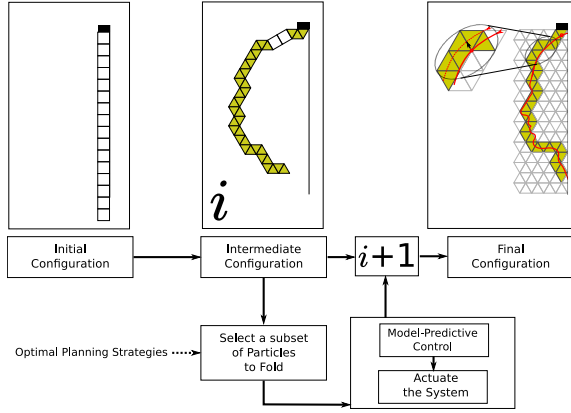 i
Initial
Configuration
Intermediate
Configuration
i+1
Final
Configuration
Optimal Planning Strategies
Select a subset
of Particles
to Fold
Model-Predictive
Control
Actuate
the System